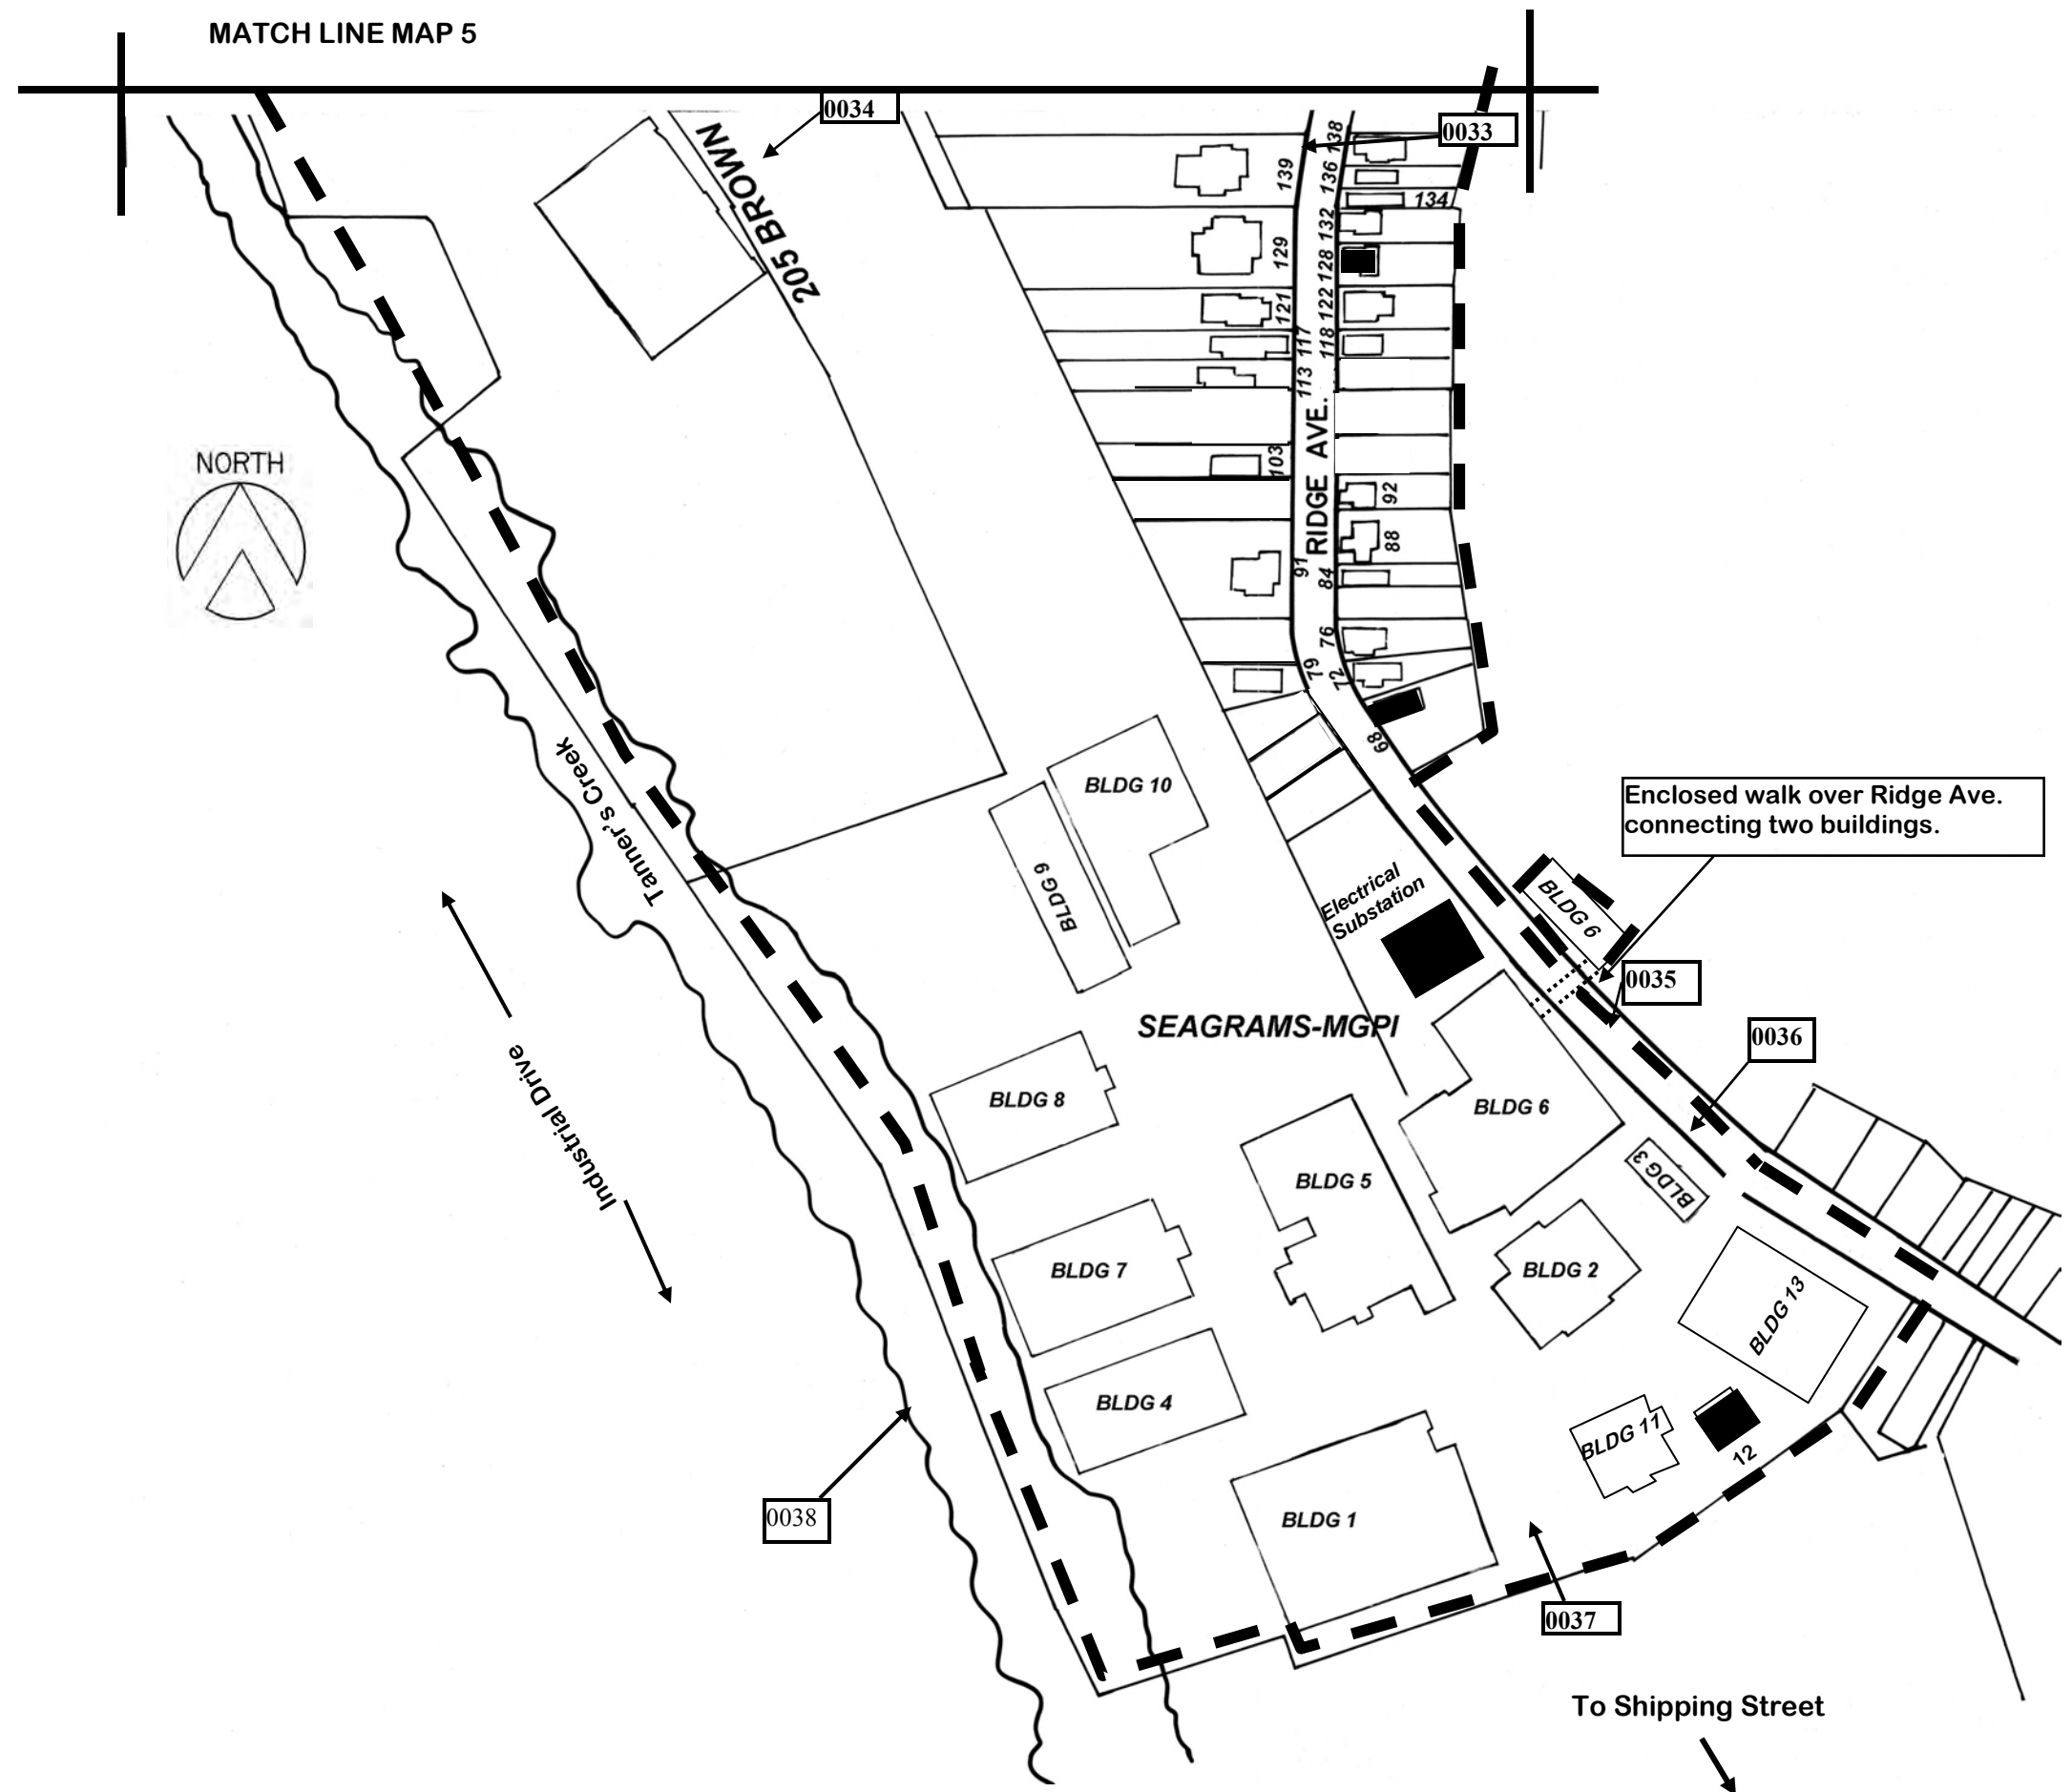 MATCH LINE MAP 5
0034
0033
205 BROWN
138
139
136
134
132
129
128
122
121
118
117
113
RIDGE AVE.
103
92
88
91
84
76
79
72
68
NORTH
Tanner's Creek
Industrial Drive
BLDG 10
BLDG 9
Enclosed walk over Ridge Ave.
connecting two buildings.
Electrical
Substation
BLDG 6
0035
SEAGRAMS-MGPI
0036
BLDG 8
BLDG 6
BLDG 3
BLDG 5
BLDG 7
BLDG 2
BLDG 13
BLDG 4
BLDG 11
12
0038
BLDG 1
0037
To Shipping Street